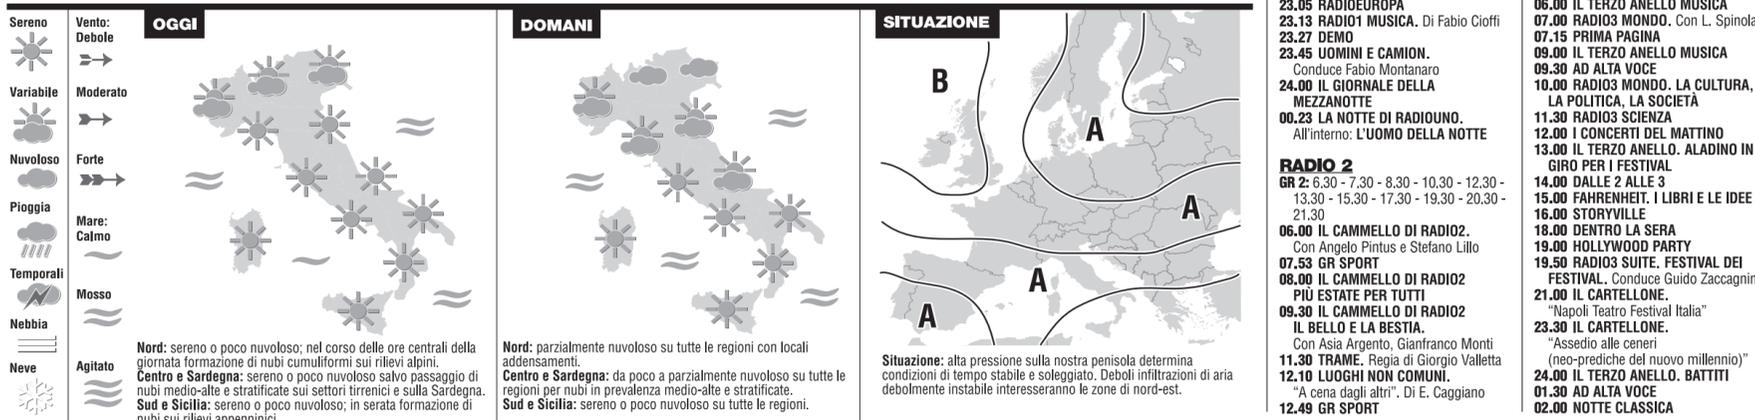 Sereno
Variabile
Nuvoloso
Pioggia
Temporali
Nebbia
Neve
Vento:
Debole
Moderato
Forte
Mare:
Calmo
Mosso
Agitato
OGGI
Nord: sereno o poco nuvoloso; nel corso delle ore centrali della
giornata formazione di nubi cumuliformi sui rilievi alpini.
Centro e Sardegna: sereno o poco nuvoloso salvo passaggio di
nubi medio-alte e stratificate sui settori tirrenici e sulla Sardegna.
Sud e Sicilia: sereno o poco nuvoloso; in serata formazione di
nubi sui rilievi appenninici.
DOMANI
Nord: parzialmente nuvoloso su tutte le regioni con locali
addensamenti.
Centro e Sardegna: da poco a parzialmente nuvoloso su tutte le
regioni per nubi in prevalenza medio-alte e stratificate.
Sud e Sicilia: sereno o poco nuvoloso su tutte le regioni.
SITUAZIONE
B
A
A
A
A
Situazione: alta pressione sulla nostra penisola determina
condizioni di tempo stabile e soleggiato. Deboli infiltrazioni di aria
debolmente instabile interesseranno le zone di nord-est.
23.05 RADIOEUROPA
23.13 RADIO1 MUSICA. Di Fabio Cioffi
23.27 DEMO
23.45 UOMINI E CAMION.
Conduce Fabio Montanaro
24.00 IL GIORNALE DELLA
MEZZANOTTE
00.23 LA NOTTE DI RADIOUNO.
All'interno: L'UOMO DELLA NOTTE
RADIO 2
GR 2: 6.30 - 7.30 - 8.30 - 10.30 - 12.30 -
13.30 - 15.30 - 17.30 - 19.30 - 20.30 -
21.30
06.00 IL CAMMELLO DI RADIO2.
Con Angelo Pintus e Stefano Lillo
07.53 GR SPORT
08.00 IL CAMMELLO DI RADIO2
PIÙ ESTATE PER TUTTI
09.30 IL CAMMELLO DI RADIO2
IL BELLO E LA BESTIA.
Con Asia Argento, Gianfranco Monti
11.30 TRAME. Regia di Giorgio Valletta
12.10 LUOGHI NON COMUNI.
"A cena dagli altri". Di E. Caggiano
12.49 GR SPORT
06.00 IL TERZO ANELLO MUSICA
07.00 RADIO3 MONDO. Con L. Spinola
07.15 PRIMA PAGINA
09.00 IL TERZO ANELLO MUSICA
09.30 AD ALTA VOCE
10.00 RADIO3 MONDO. LA CULTURA,
LA POLITICA, LA SOCIETÀ
11.30 RADIO3 SCIENZA
12.00 I CONCERTI DEL MATTINO
13.00 IL TERZO ANELLO. ALADINO IN
GIRO PER I FESTIVAL
14.00 DALLE 2 ALLE 3
15.00 FAHRENHEIT. I LIBRI E LE IDEE
16.00 STORYVILLE
18.00 DENTRO LA SERA
19.00 HOLLYWOOD PARTY
19.50 RADIO3 SUITE. FESTIVAL DEI
FESTIVAL. Conduce Guido Zaccagnin
21.00 IL CARTELLONE.
"Napoli Teatro Festival Italia"
23.30 IL CARTELLONE.
"Assedio alle ceneri
(neo-prediche del nuovo millennio)"
24.00 IL TERZO ANELLO. BATTITI
01.30 AD ALTA VOCE
02.00 NOTTE CLASSICA